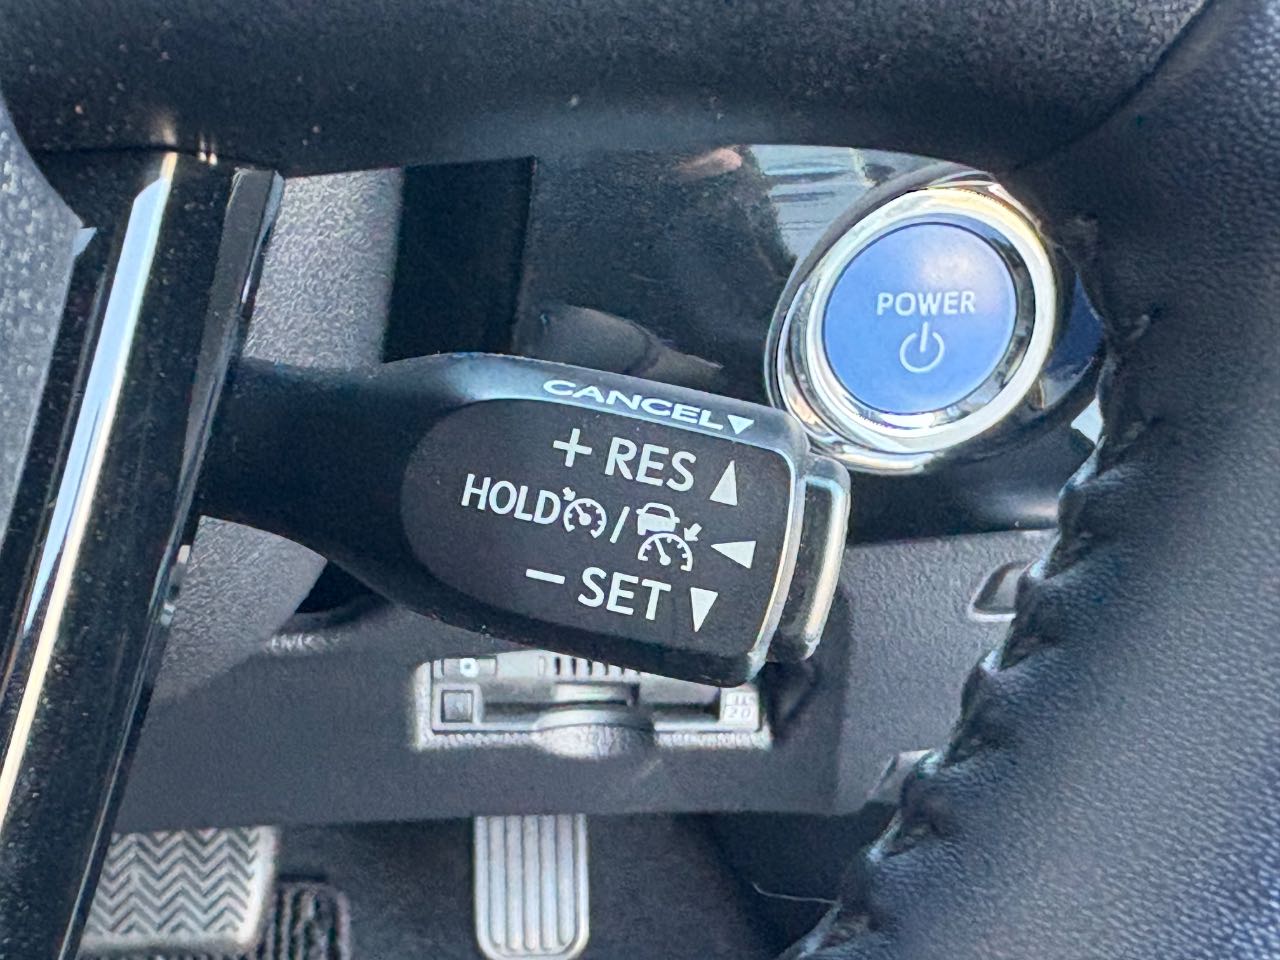 POWER
CANCEL▼
+ RES ▲
HOLD / ◀
− SET ▼